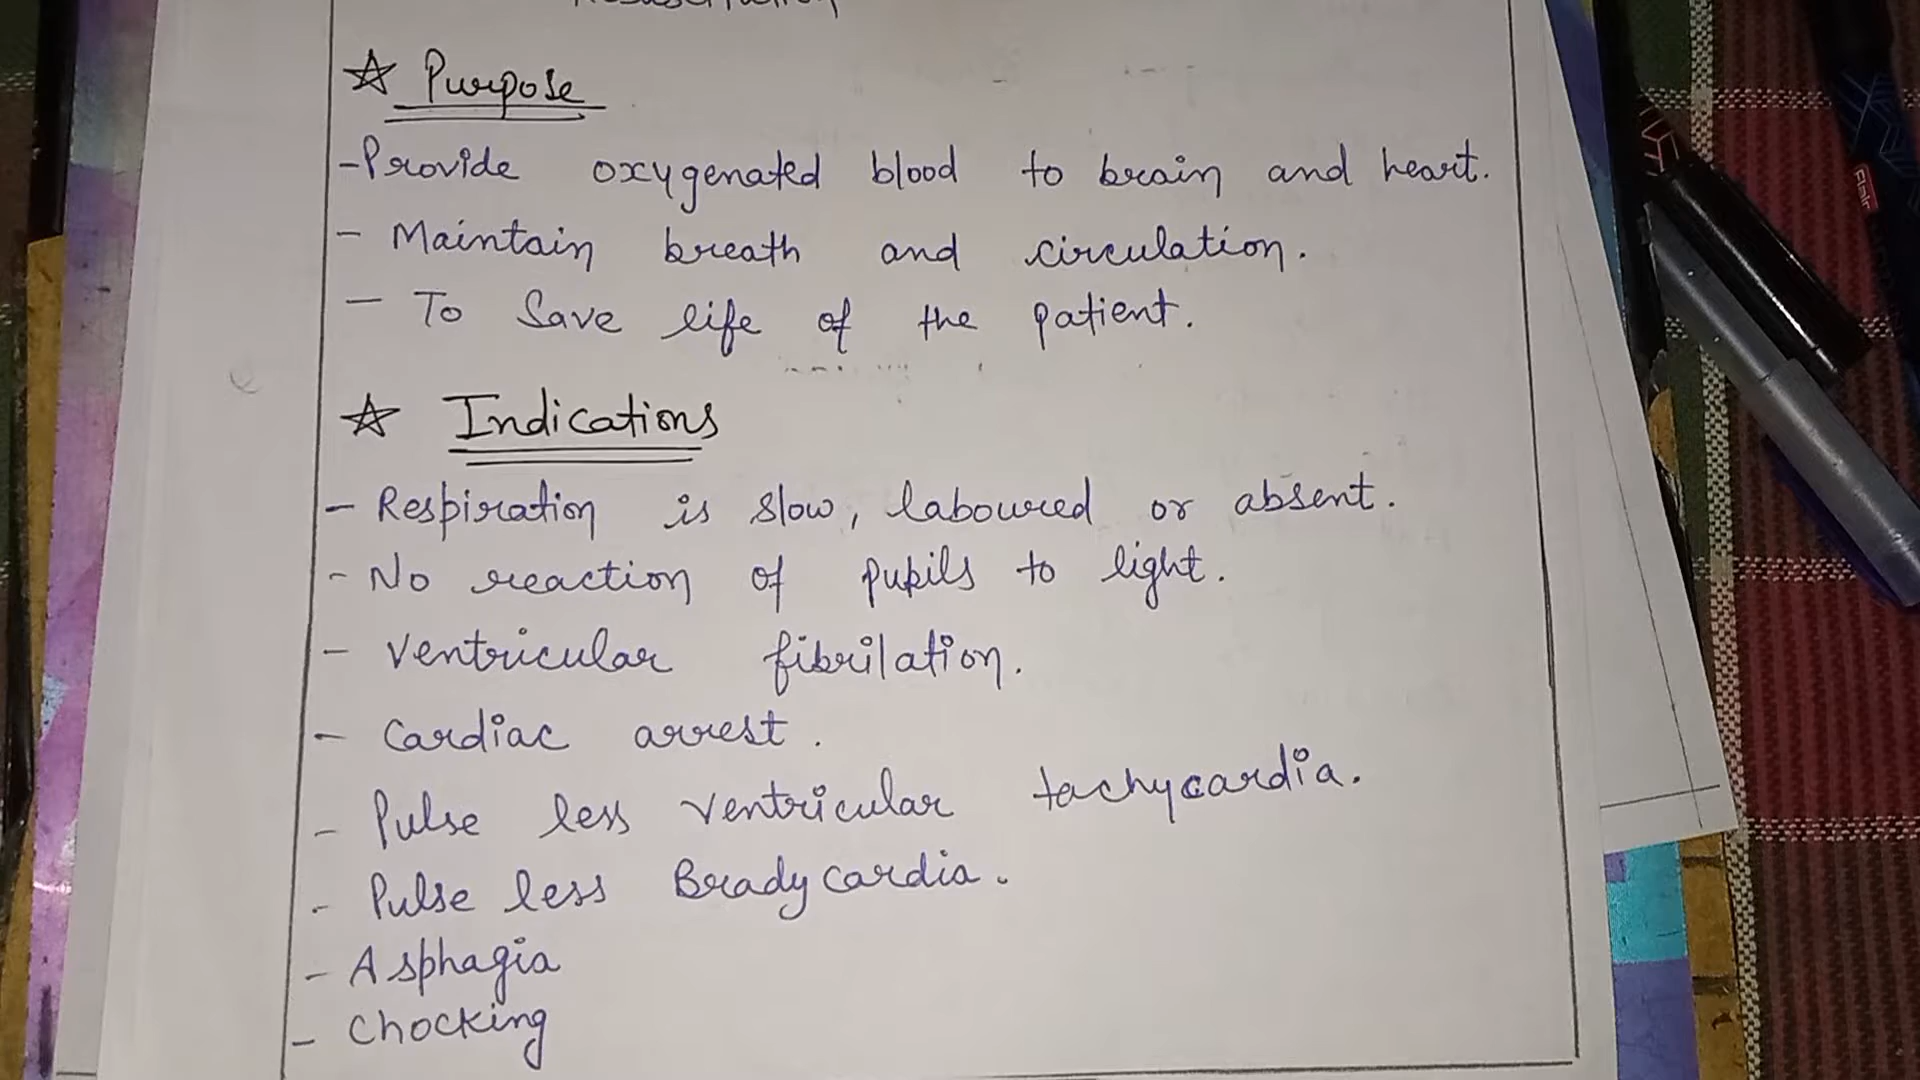 ☆ Purpose
- Provide oxygenated blood to brain and heart.
- Maintain breath and circulation.
- To Save life of the patient.
☆ Indications
- Respiration is slow, laboured or absent.
- No reaction of pupils to light.
- Ventricular fibrilation.
- Cardiac arrest.
- Pulse less ventricular tachycardia.
- Pulse less Bradycardia.
- Asphagia
- Chocking
Flair